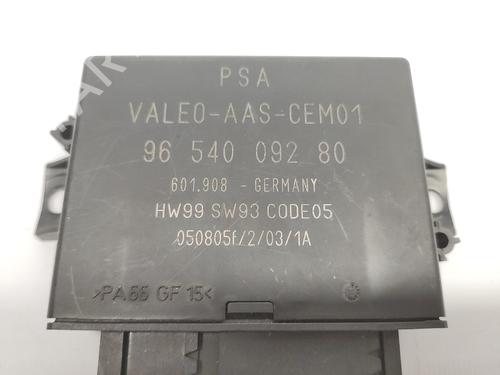 PSA
VALEO-AAS-CEM01
96 540 092 80
601.908 - GERMANY
HW99 SW93 CODE05
050805f/2/03/1A
>PA66 GF 15<